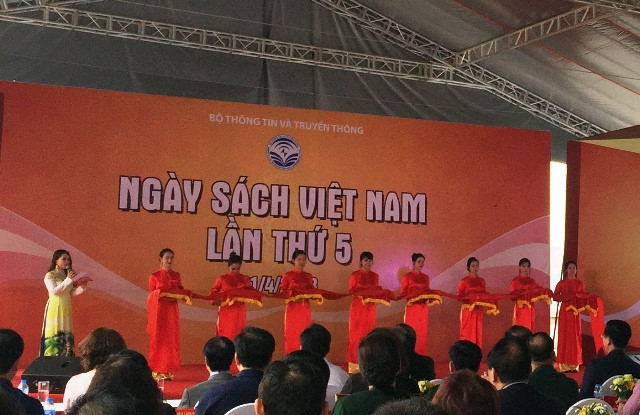 BỘ THÔNG TIN VÀ TRUYỀN THÔNG
NGÀY SÁCH VIỆT NAM
LẦN THỨ 5